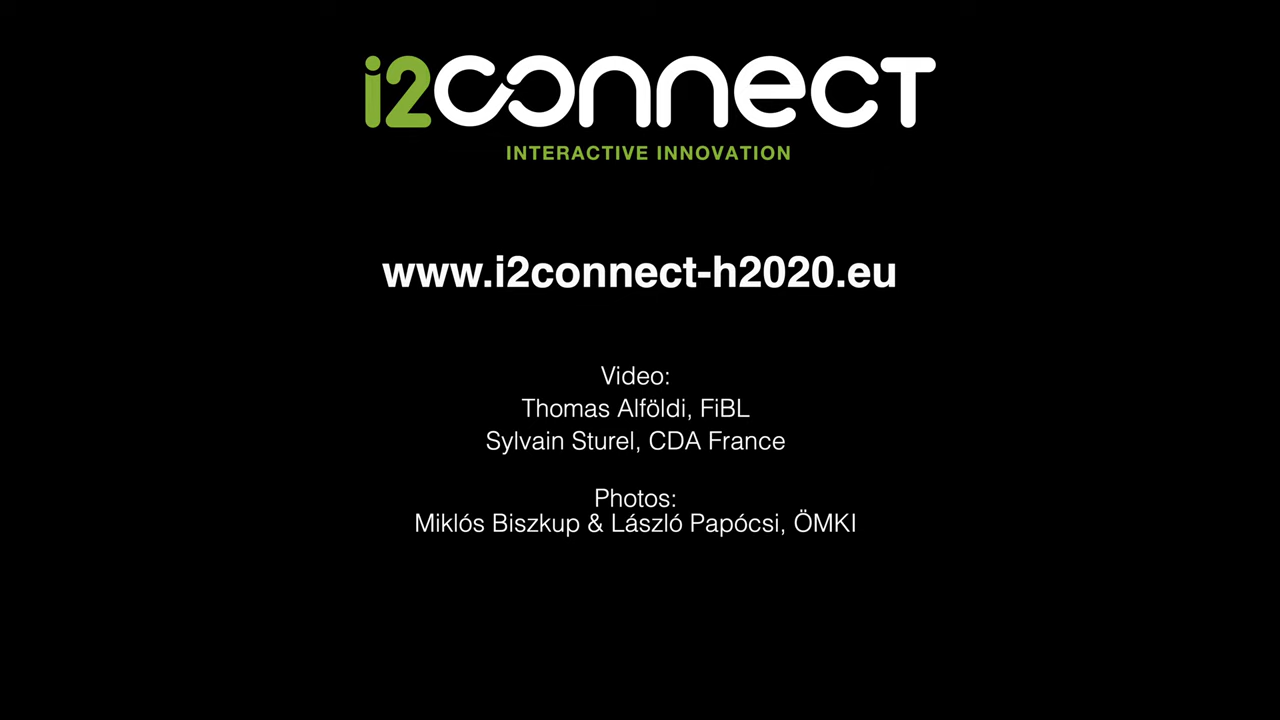 i2connect
INTERACTIVE INNOVATION
www.i2connect-h2020.eu
Video:
Thomas Alföldi, FiBL
Sylvain Sturel, CDA France
Photos:
Miklós Biszkup & László Papócsi, ÖMKI